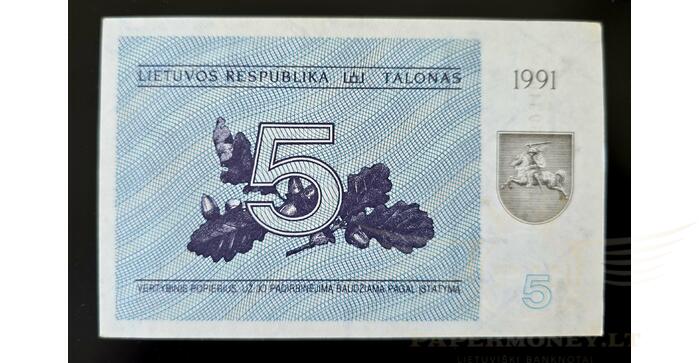 LIETUVOS RESPUBLIKA TALONAS
1991
5
VERTYBINIS POPIERIUS, UŽ JO PADIRBINĖJIMĄ BAUDŽIAMA PAGAL ĮSTATYMĄ
5
PAPERMONEY.LT
LIETUVIŠKI BANKNOTAI